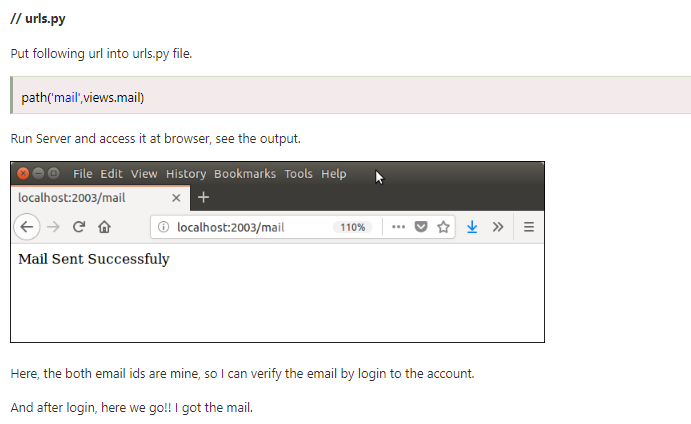 // urls.py
Put following url into urls.py file.
path('mail',views.mail)
Run Server and access it at browser, see the output.
File Edit View History Bookmarks Tools Help
localhost:2003/mail
localhost:2003/mail 110%
Mail Sent Successfuly
Here, the both email ids are mine, so I can verify the email by login to the account.
And after login, here we go!! I got the mail.